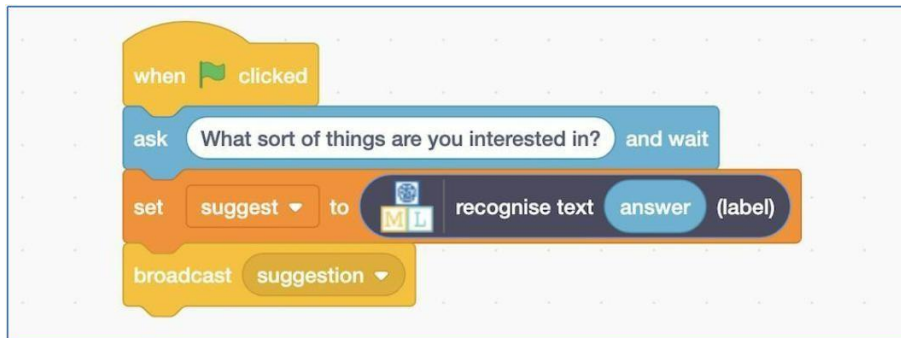 when clicked
ask What sort of things are you interested in? and wait
set suggest to ML recognise text answer (label)
broadcast suggestion